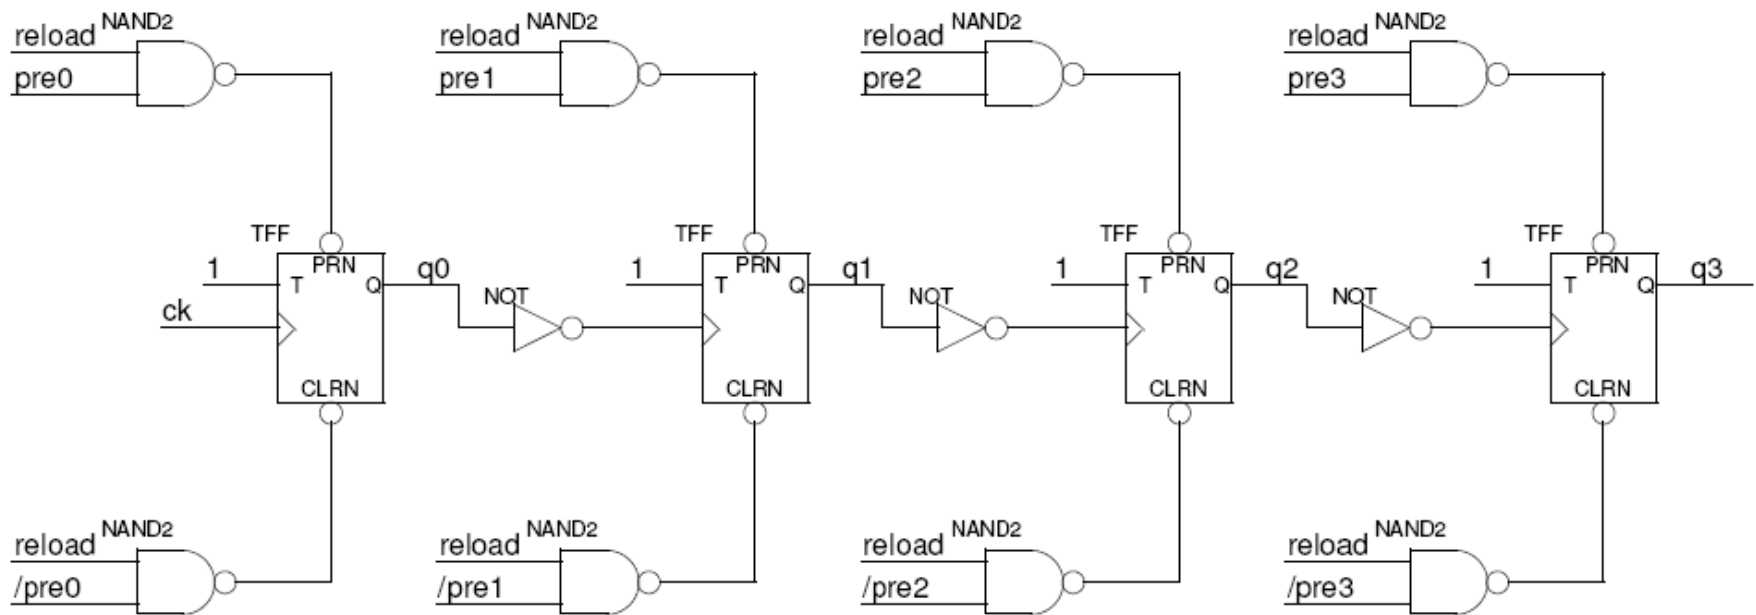 reload NAND2 reload NAND2 reload NAND2 reload NAND2
pre0 pre1 pre2 pre3
TFF TFF TFF TFF
1 PRN q0 1 PRN q1 1 PRN q2 1 PRN q3
T Q NOT T Q NOT T Q NOT T Q
ck
CLRN CLRN CLRN CLRN
reload NAND2 reload NAND2 reload NAND2 reload NAND2
/pre0 /pre1 /pre2 /pre3